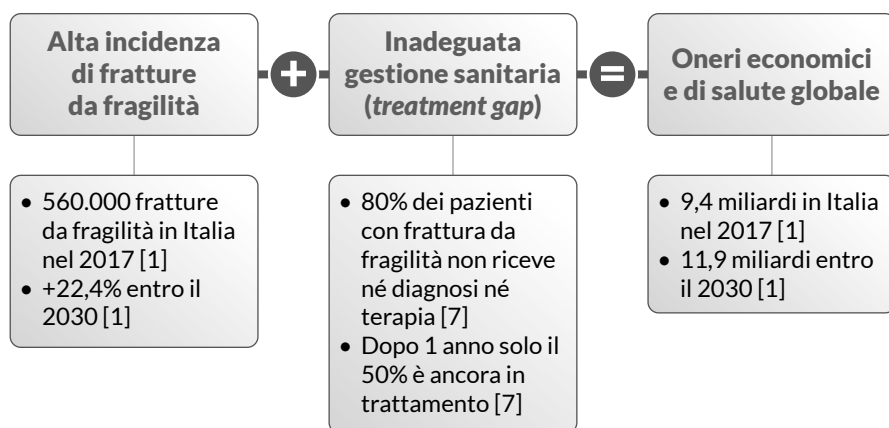 Alta incidenza
di fratture
da fragilità
+
Inadeguata
gestione sanitaria
(treatment gap)
=
Oneri economici
e di salute globale
• 560.000 fratture
da fragilità in Italia
nel 2017 [1]
• +22,4% entro il
2030 [1]
• 80% dei pazienti
con frattura da
fragilità non riceve
né diagnosi né
terapia [7]
• Dopo 1 anno solo il
50% è ancora in
trattamento [7]
• 9,4 miliardi in Italia
nel 2017 [1]
• 11,9 miliardi entro
il 2030 [1]